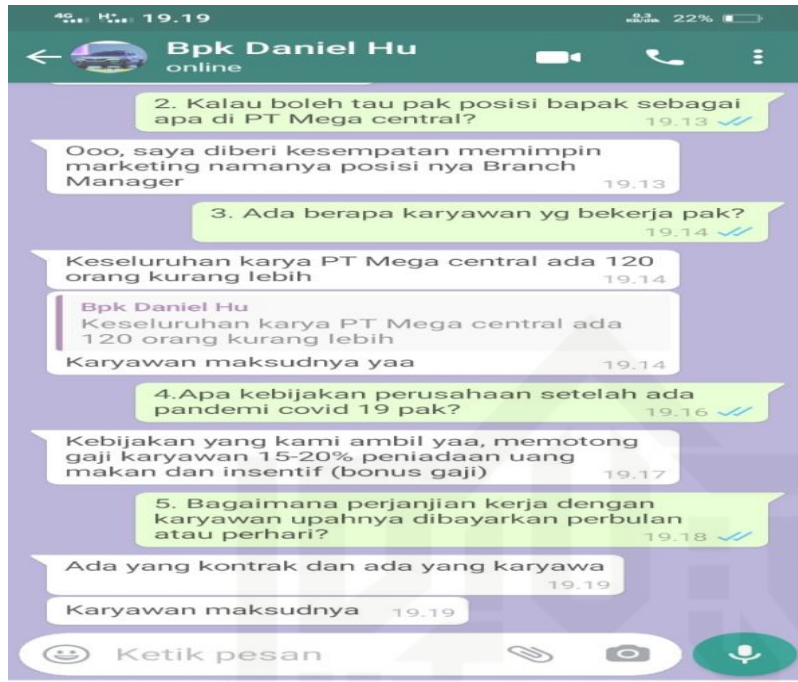 4G H+ 19.19 0,3 KB/dtk 22%
Bpk Daniel Hu
online
2. Kalau boleh tau pak posisi bapak sebagai
apa di PT Mega central? 19.13
Ooo, saya diberi kesempatan memimpin
marketing namanya posisi nya Branch
Manager 19.13
3. Ada berapa karyawan yg bekerja pak?
19.14
Keseluruhan karya PT Mega central ada 120
orang kurang lebih 19.14
Bpk Daniel Hu
Keseluruhan karya PT Mega central ada
120 orang kurang lebih
Karyawan maksudnya yaa 19.14
4.Apa kebijakan perusahaan setelah ada
pandemi covid 19 pak? 19.16
Kebijakan yang kami ambil yaa, memotong
gaji karyawan 15-20% peniadaan uang
makan dan insentif (bonus gaji) 19.17
5. Bagaimana perjanjian kerja dengan
karyawan upahnya dibayarkan perbulan
atau perhari? 19.18
Ada yang kontrak dan ada yang karyawa
19.19
Karyawan maksudnya 19.19
Ketik pesan